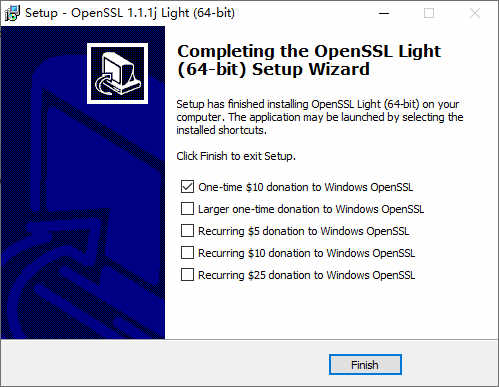 Setup - OpenSSL 1.1.1j Light (64-bit)
Completing the OpenSSL Light
(64-bit) Setup Wizard
Setup has finished installing OpenSSL Light (64-bit) on your
computer. The application may be launched by selecting the
installed shortcuts.
Click Finish to exit Setup.
One-time $10 donation to Windows OpenSSL
Larger one-time donation to Windows OpenSSL
Recurring $5 donation to Windows OpenSSL
Recurring $10 donation to Windows OpenSSL
Recurring $25 donation to Windows OpenSSL
Finish